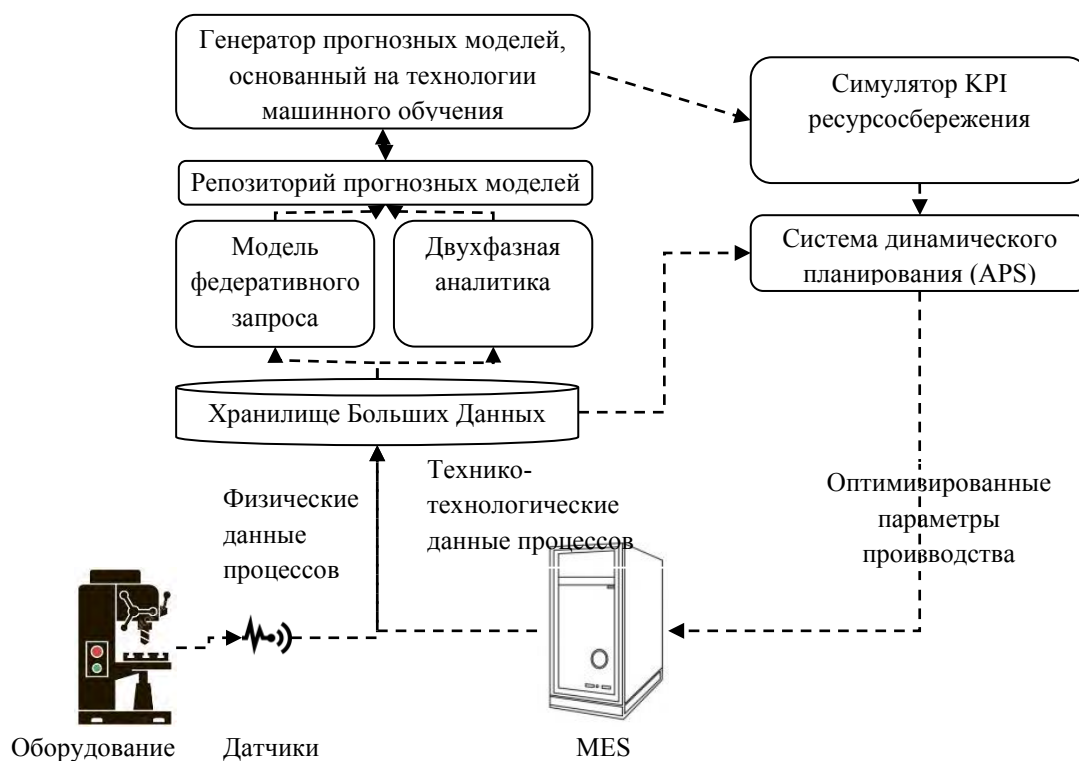 Генератор прогнозных моделей,
основанный на технологии
машинного обучения
Симулятор KPI
ресурсосбережения
Репозиторий прогнозных моделей
Модель
федеративного
запроса
Двухфазная
аналитика
Система динамического
планирования (APS)
Хранилище Больших Данных
Физические
данные
процессов
Технико-
технологические
данные процессов
Оптимизированные
параметры
производства
Оборудование
Датчики
MES